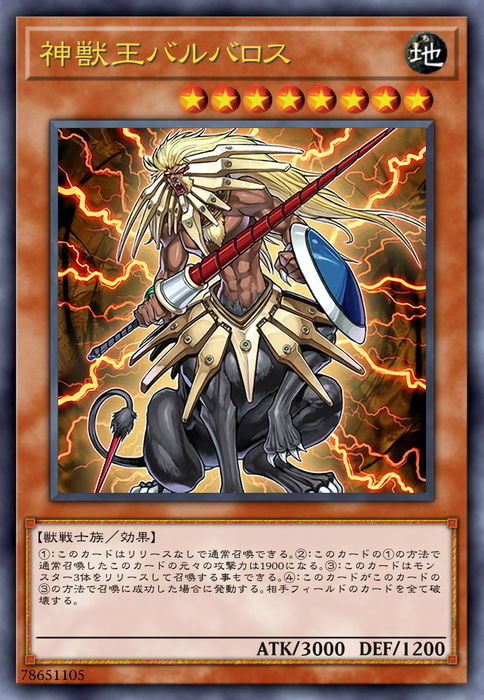 神獣王バルバロス
ち
地
【獣戦士族／効果】
①:このカードはリリースなしで通常召喚できる。②:このカードの①の方法で
通常召喚したこのカードの元々の攻撃力は1900になる。③:このカードはモン
スター3体をリリースして召喚する事もできる。④:このカードがこのカードの
③の方法で召喚に成功した場合に発動する。相手フィールドのカードを全て破
壊する。
ATK/3000 DEF/1200
78651105